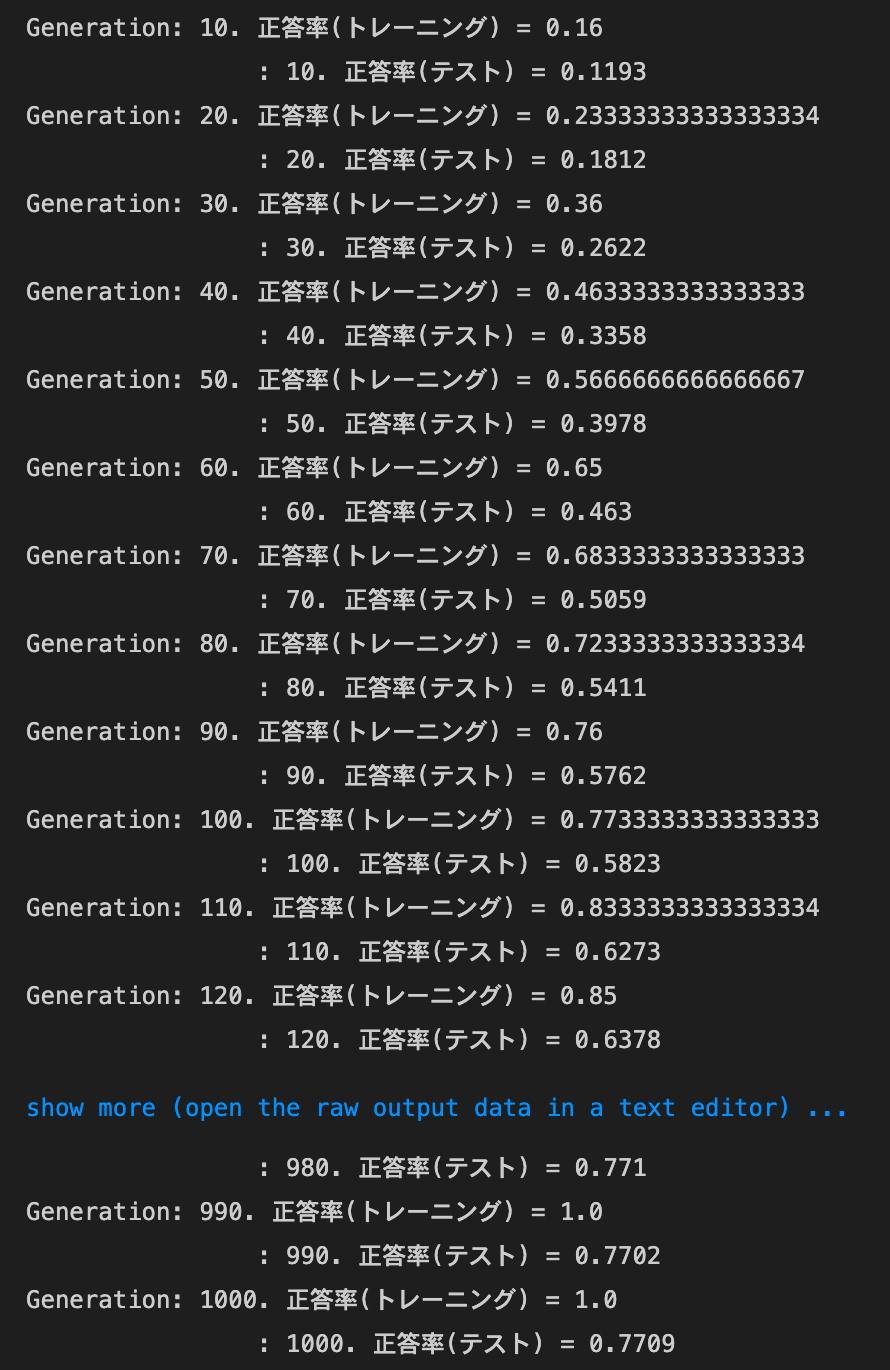 Generation: 10. 正答率(トレーニング) = 0.16
: 10. 正答率(テスト) = 0.1193
Generation: 20. 正答率(トレーニング) = 0.23333333333333334
: 20. 正答率(テスト) = 0.1812
Generation: 30. 正答率(トレーニング) = 0.36
: 30. 正答率(テスト) = 0.2622
Generation: 40. 正答率(トレーニング) = 0.4633333333333333
: 40. 正答率(テスト) = 0.3358
Generation: 50. 正答率(トレーニング) = 0.5666666666666667
: 50. 正答率(テスト) = 0.3978
Generation: 60. 正答率(トレーニング) = 0.65
: 60. 正答率(テスト) = 0.463
Generation: 70. 正答率(トレーニング) = 0.6833333333333333
: 70. 正答率(テスト) = 0.5059
Generation: 80. 正答率(トレーニング) = 0.7233333333333334
: 80. 正答率(テスト) = 0.5411
Generation: 90. 正答率(トレーニング) = 0.76
: 90. 正答率(テスト) = 0.5762
Generation: 100. 正答率(トレーニング) = 0.7733333333333333
: 100. 正答率(テスト) = 0.5823
Generation: 110. 正答率(トレーニング) = 0.8333333333333334
: 110. 正答率(テスト) = 0.6273
Generation: 120. 正答率(トレーニング) = 0.85
: 120. 正答率(テスト) = 0.6378
show more (open the raw output data in a text editor) ...
: 980. 正答率(テスト) = 0.771
Generation: 990. 正答率(トレーニング) = 1.0
: 990. 正答率(テスト) = 0.7702
Generation: 1000. 正答率(トレーニング) = 1.0
: 1000. 正答率(テスト) = 0.7709